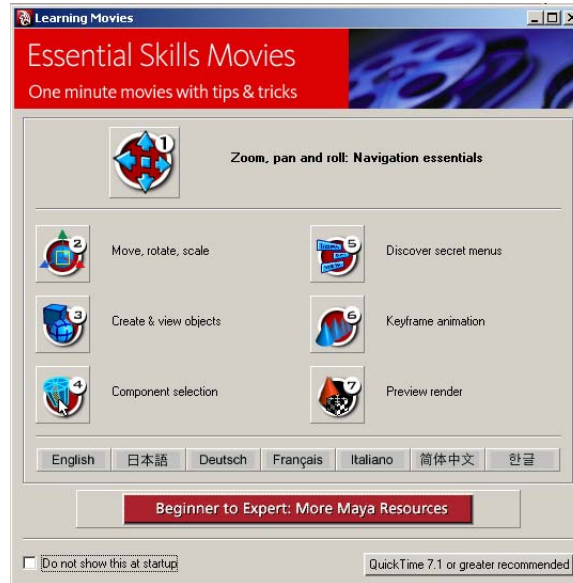 Learning Movies
Essential Skills Movies
One minute movies with tips & tricks
1
Zoom, pan and roll: Navigation essentials
2
Move, rotate, scale
5
Discover secret menus
3
Create & view objects
6
Keyframe animation
4
Component selection
7
Preview render
English 日本語 Deutsch Français Italiano 简体中文 한글
Beginner to Expert: More Maya Resources
Do not show this at startup
QuickTime 7.1 or greater recommended